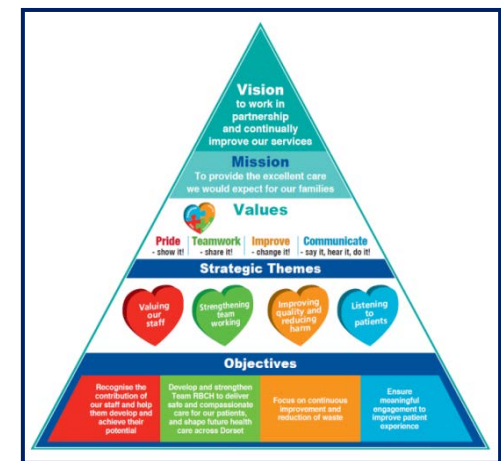 Vision
to work in
partnership
and continually
improve our services
Mission
To provide the excellent care
we would expect for our families
Values
Pride
- show it!
Teamwork
- share it!
Improve
- change it!
Communicate
- say it, hear it, do it!
Strategic Themes
Valuing
our
staff
Strengthening
team
working
Improving
quality and
reducing
harm
Listening
to
patients
Objectives
Recognise the
contribution of
our staff and help
them develop and
achieve their
potential
Develop and strengthen
Team RBCH to deliver
safe and compassionate
care for our patients,
and shape future health
care across Dorset
Focus on continuous
improvement and
reduction of waste
Ensure
meaningful
engagement to
improve patient
experience